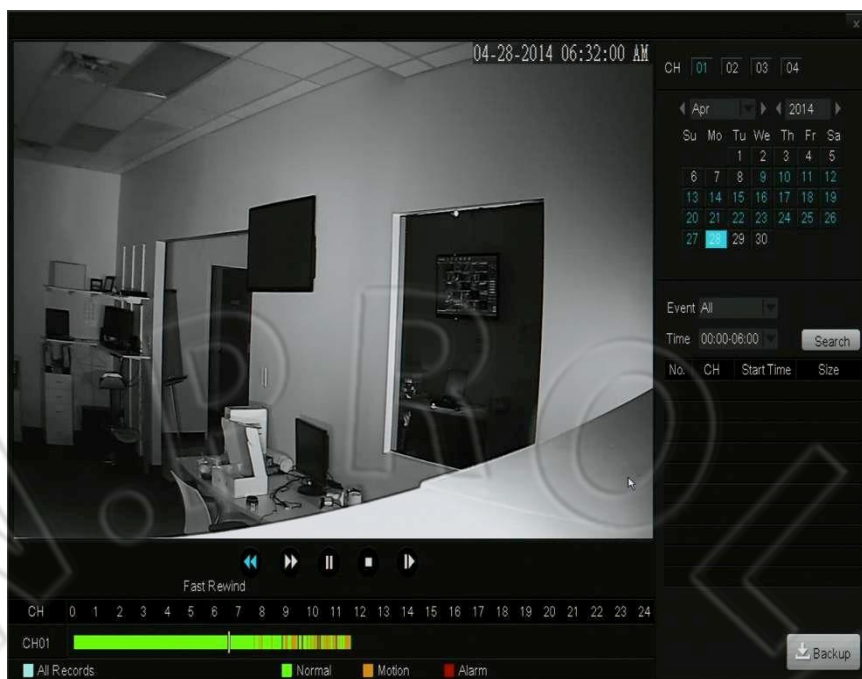 04-28-2014 06:32:00 AM
x
CH 01 02 03 04
Apr 2014
Su Mo Tu We Th Fr Sa
1 2 3 4 5
6 7 8 9 10 11 12
13 14 15 16 17 18 19
20 21 22 23 24 25 26
27 28 29 30
Event All
Time 00:00-06:00 Search
No. CH Start Time Size
Fast Rewind
CH 0 1 2 3 4 5 6 7 8 9 10 11 12 13 14 15 16 17 18 19 20 21 22 23 24
CH01
All Records Normal Motion Alarm
Backup
N.PROL